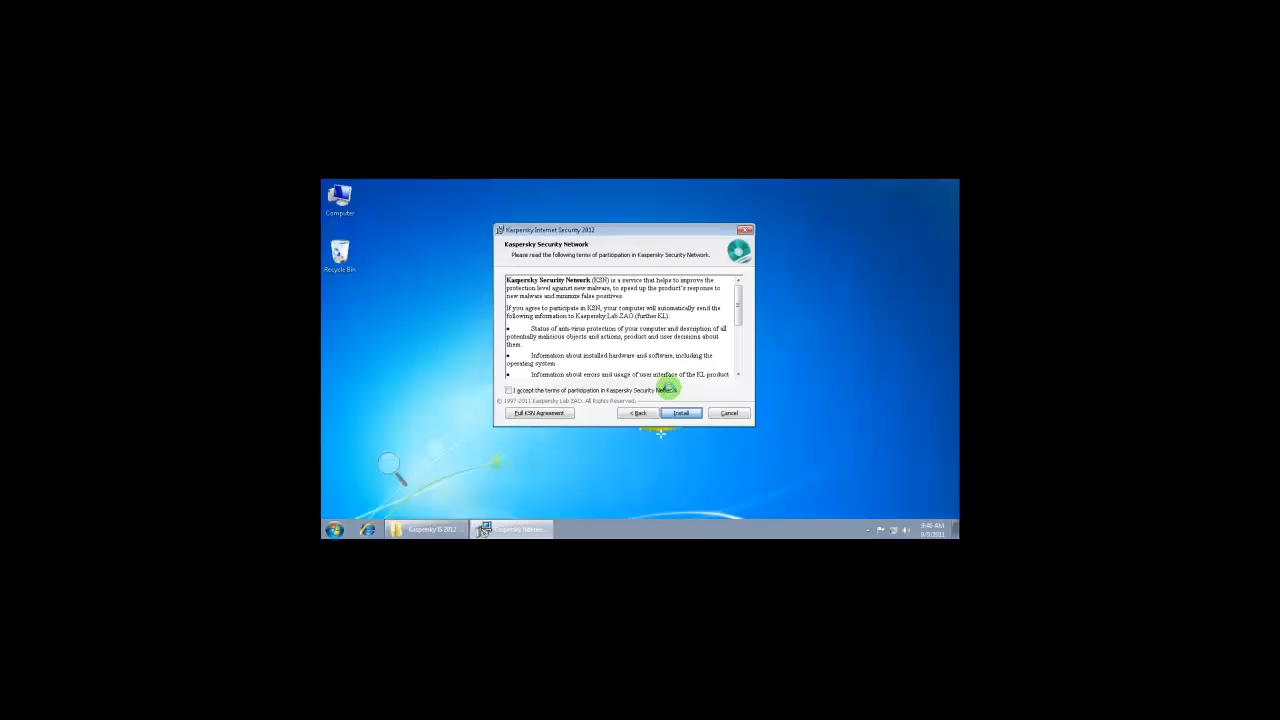 Computer
Recycle Bin
Kaspersky Internet Security 2012
Kaspersky Security Network
Please read the following terms of participation in Kaspersky Security Network.
Kaspersky Security Network (KSN) is a service that helps to improve the
protection level against new malware, to speed up the product's response to
new malware and minimize false positives.
If you agree to participate in KSN, your computer will automatically send the
following information to Kaspersky Lab ZAO (further KL).
• Status of anti-virus protection of your computer and description of all
potentially malicious objects and actions, product and user decisions about
them.
• Information about installed hardware and software, including the
operating system
• Information about errors and usage of user interface of the KL product
I accept the terms of participation in Kaspersky Security Network
© 1997-2011 Kaspersky Lab ZAO. All Rights Reserved.
Full KSN Agreement
< Back
Install
Cancel
Kaspersky IS 2012
Kaspersky Interne...
9:46 AM